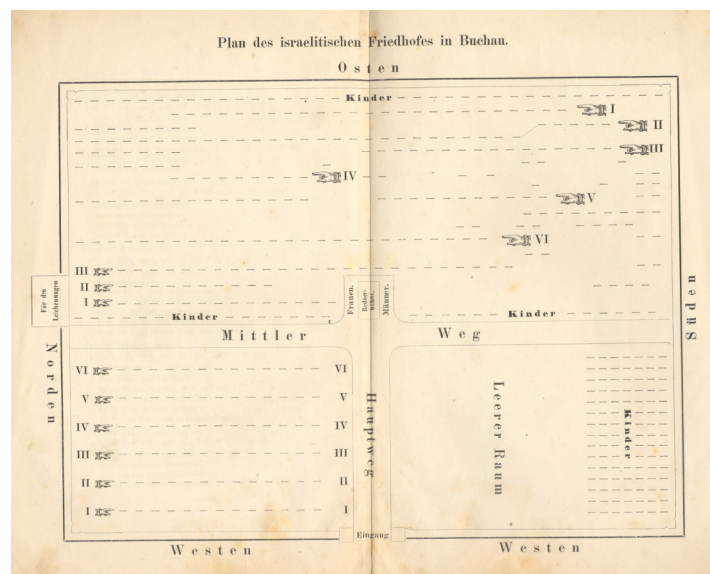 Plan des israelitischen Friedhofes in Buchau.
Osten
Kinder
I
II
III
IV
V
VI
III
II
I
Für den
Leichenwagen
Frauen.
Männer.
Kinder
Kinder
Mittler Weg
Norden
Süden
VI VI
V V
IV IV
III III
II II
I I
Hauptweg
Leerer Raum
Kinder
Eingang
Westen
Westen